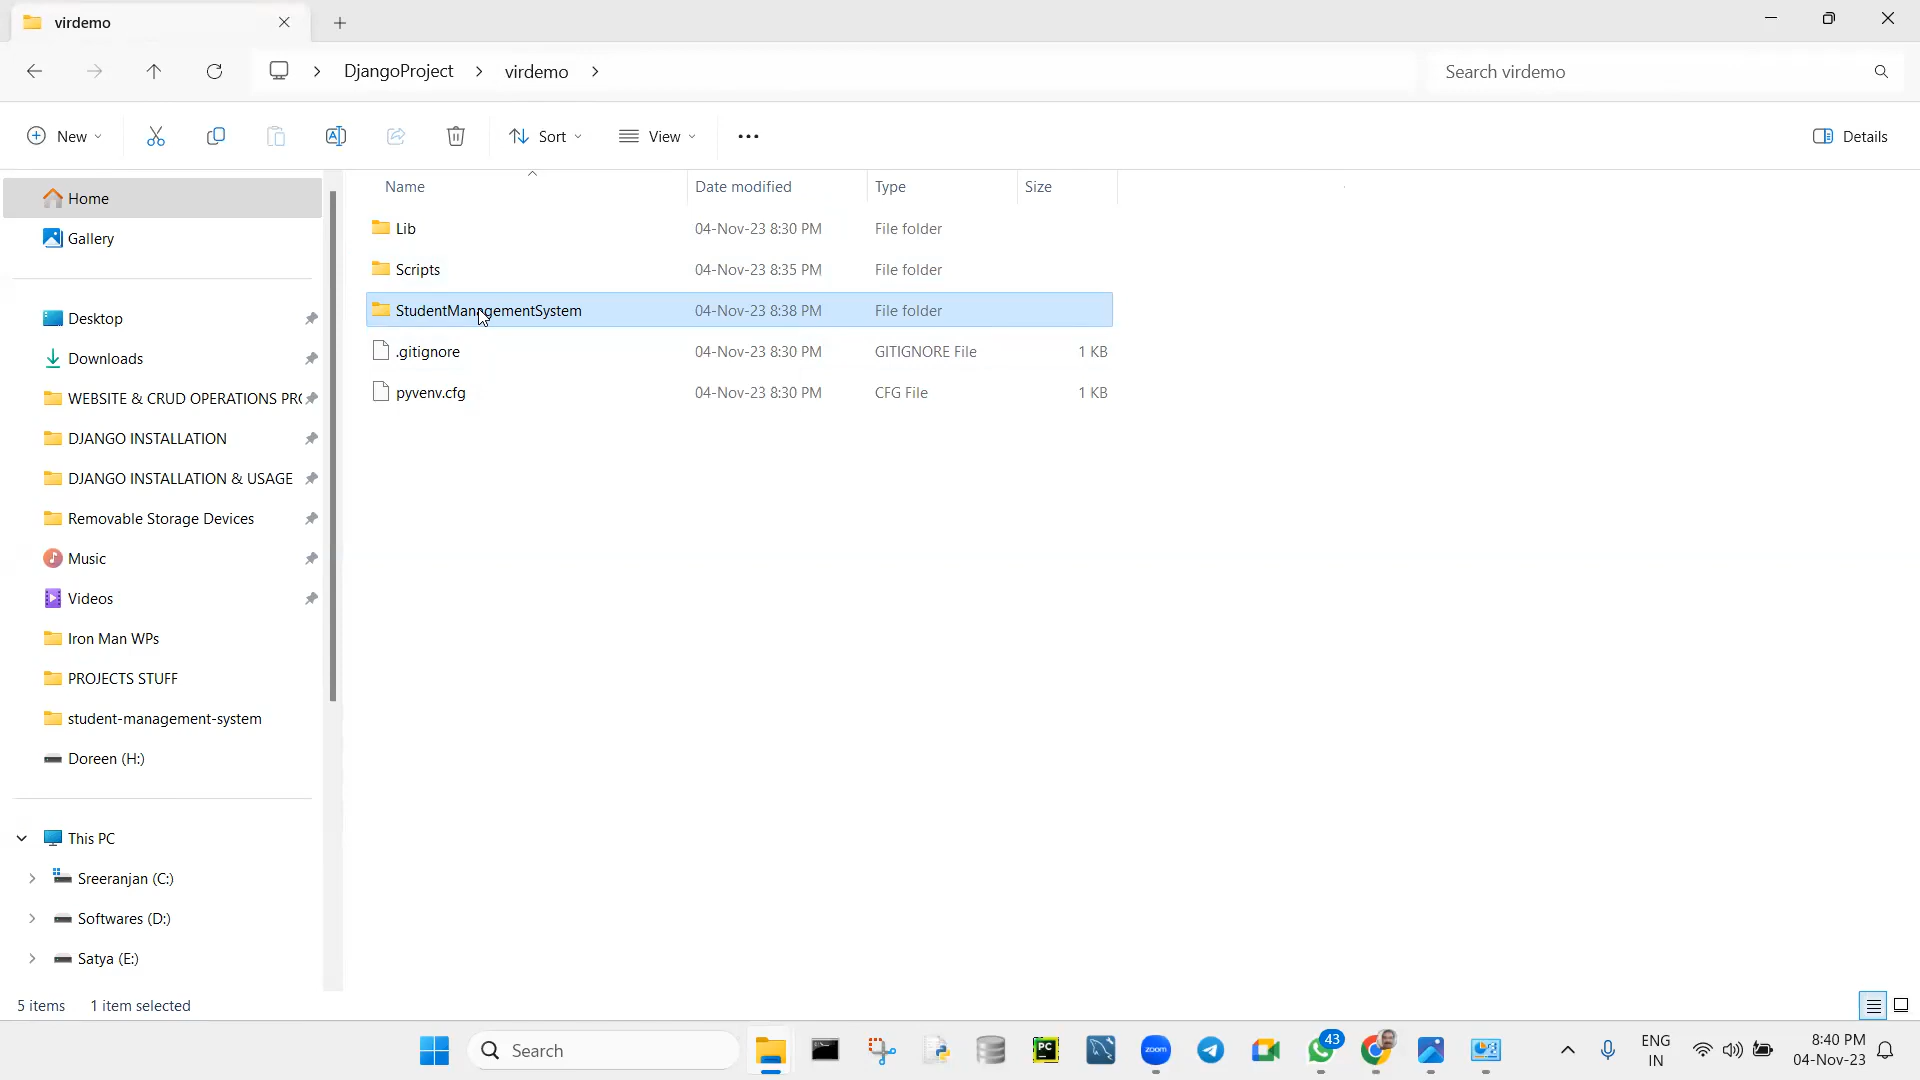 virdemo
DjangoProject
virdemo
Search virdemo
New
Sort
View
Details
Name
Date modified
Type
Size
Home
Gallery
Desktop
Downloads
WEBSITE & CRUD OPERATIONS PR
DJANGO INSTALLATION
DJANGO INSTALLATION & USAGE
Removable Storage Devices
Music
Videos
Iron Man WPs
PROJECTS STUFF
student-management-system
Doreen (H:)
This PC
Sreeranjan (C:)
Softwares (D:)
Satya (E:)
Lib 04-Nov-23 8:30 PM File folder
Scripts 04-Nov-23 8:35 PM File folder
StudentManagementSystem 04-Nov-23 8:38 PM File folder
.gitignore 04-Nov-23 8:30 PM GITIGNORE File 1 KB
pyvenv.cfg 04-Nov-23 8:30 PM CFG File 1 KB
5 items 1 item selected
Search
PC
zoom
43
ENG
IN
8:40 PM
04-Nov-23